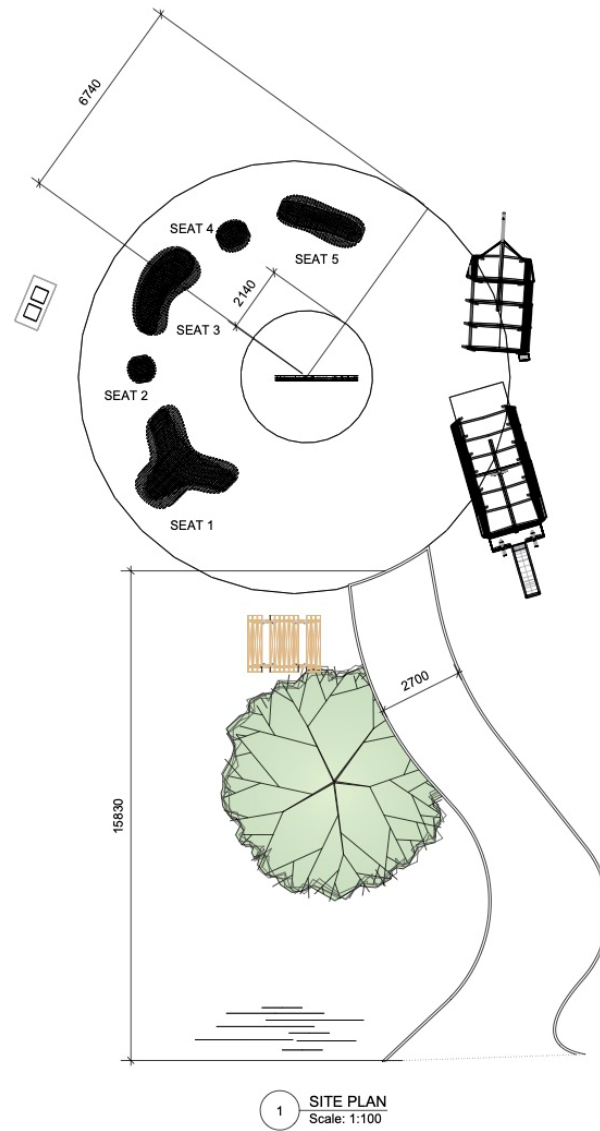 6740
SEAT 4
SEAT 5
2140
SEAT 3
SEAT 2
SEAT 1
2700
15830
1
SITE PLAN
Scale: 1:100